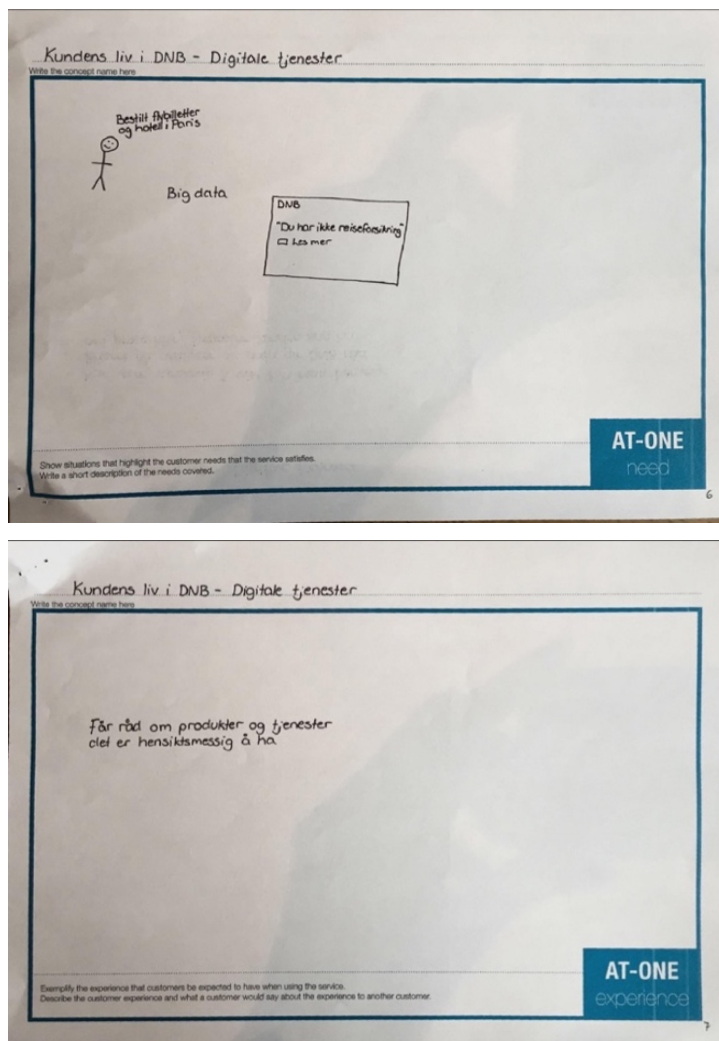 Kundens liv i DNB - Digitale tjenester
Write the concept name here
Bestilt flybilletter
og hotell i Paris
Big data
DNB
"Du har ikke reiseforsikring"
Les mer
Show situations that highlight the customer needs that the service satisfies.
Write a short description of the needs covered.
AT-ONE
need
6
Kundens liv i DNB - Digitale tjenester
Write the concept name here
Får råd om produkter og tjenester
det er hensiktsmessig å ha
Exemplify the experience that customers be expected to have when using the service.
Describe the customer experience and what a customer would say about the experience to another customer.
AT-ONE
experience
7